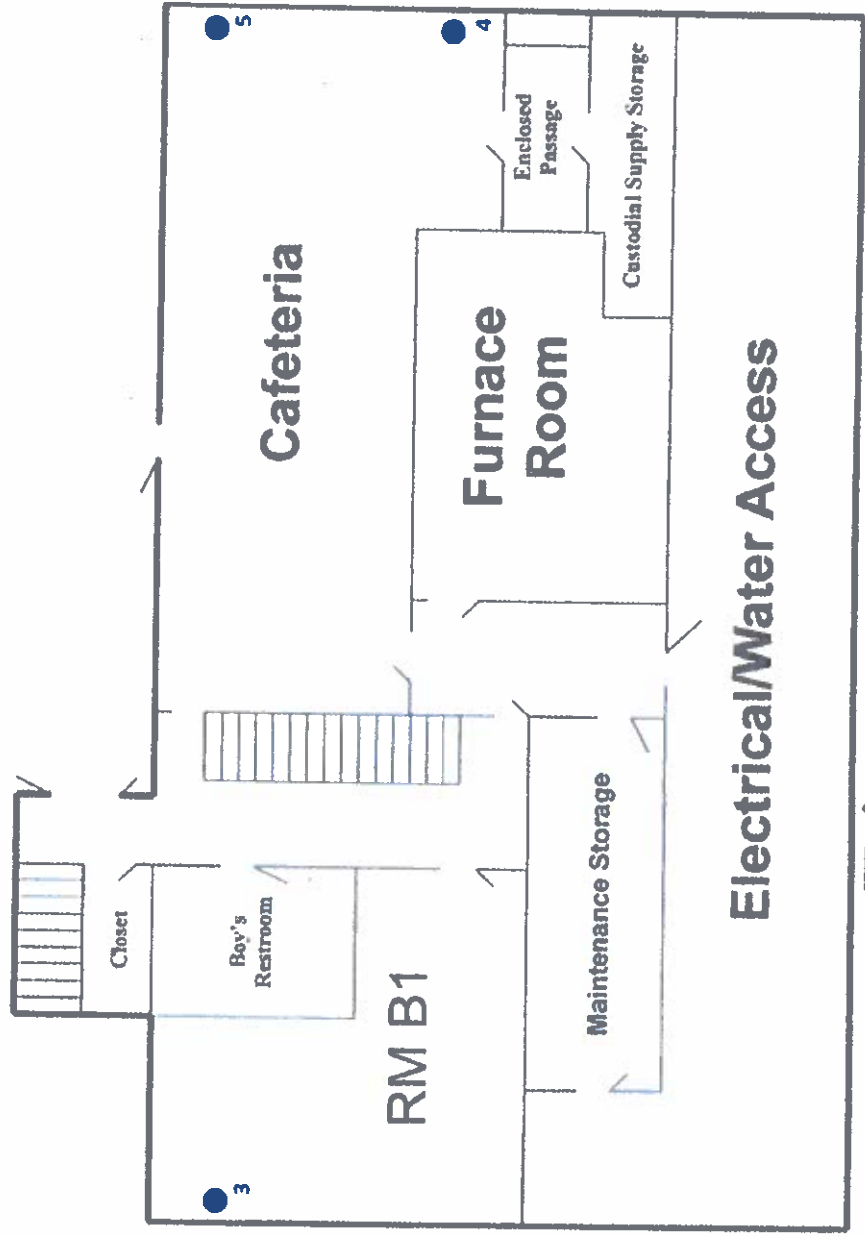 Closet
Boy's
Restroom
3
5
Cafeteria
RM B1
4
Furnace
Room
Enclosed
Passage
Maintenance Storage
Custodial Supply Storage
Electrical/Water Access